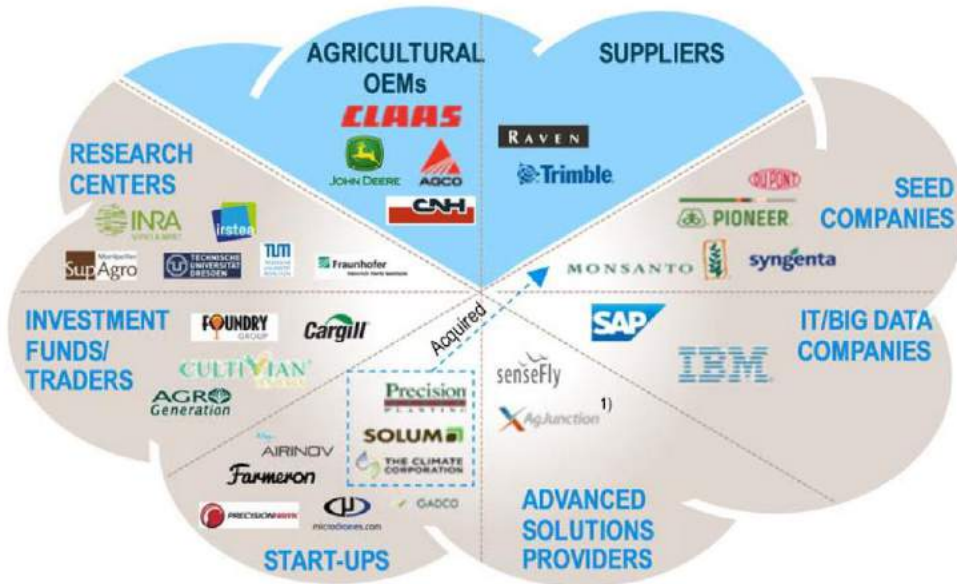 AGRICULTURAL
OEMs
CLAAS
JOHN DEERE
AGCO
CNH
SUPPLIERS
RAVEN
Trimble
RESEARCH
CENTERS
INRA
irstea
Montpellier
SupAgro
TECHNISCHE
UNIVERSITÄT
DRESDEN
TUM
Fraunhofer
SEED
COMPANIES
DUPONT
PIONEER
MONSANTO
syngenta
INVESTMENT
FUNDS/
TRADERS
FOUNDRY
GROUP
Cargill
CULTIVIAN
AGRO
Generation
Acquired
SAP
IBM
IT/BIG DATA
COMPANIES
senseFly
AgJunction 1)
Precision
PLANTING
SOLUM
THE CLIMATE
CORPORATION
AIRINOV
Farmeron
PRECISIONHAWK
microdrones.com
GADCO
START-UPS
ADVANCED
SOLUTIONS
PROVIDERS